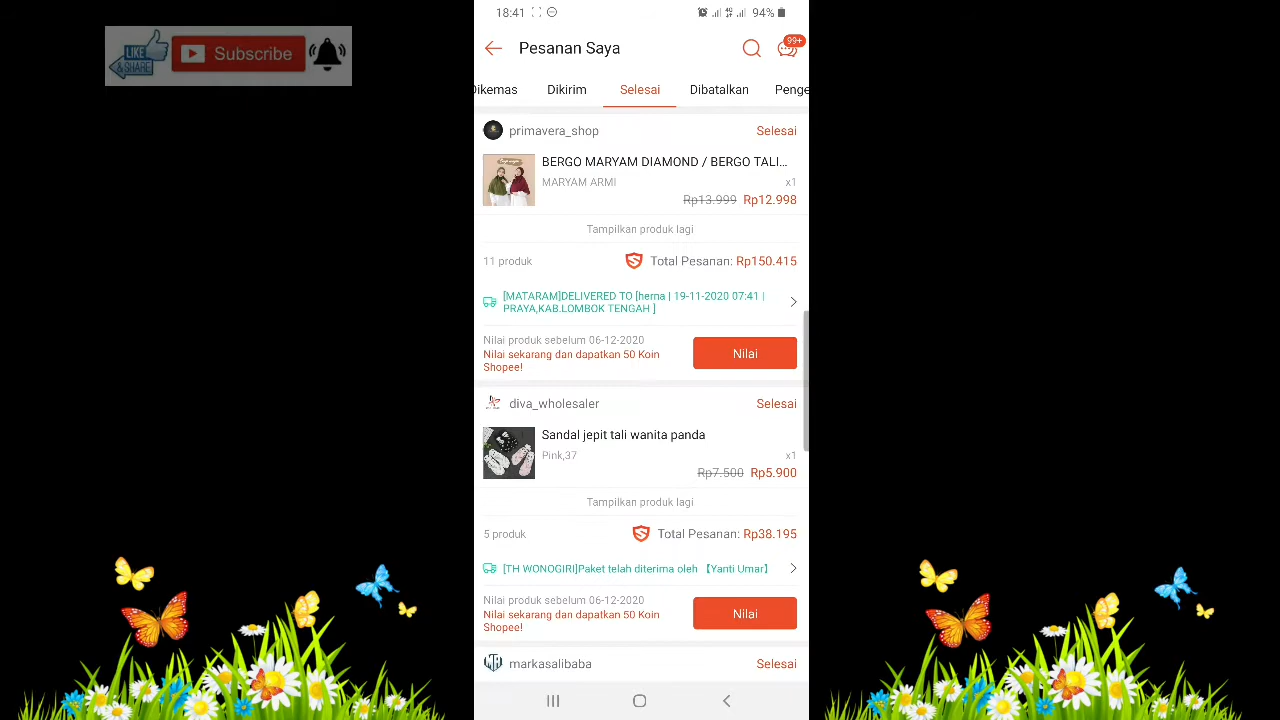 LIKE
& SHARE
Subscribe
18:41
94%
Pesanan Saya
99+
Dikemas
Dikirim
Selesai
Dibatalkan
Penge
primavera_shop
Selesai
BERGO MARYAM DIAMOND / BERGO TALI...
MARYAM ARMI
x1
Rp13.999 Rp12.998
Tampilkan produk lagi
11 produk
Total Pesanan: Rp150.415
[MATARAM]DELIVERED TO [herna | 19-11-2020 07:41 |
PRAYA,KAB.LOMBOK TENGAH ]
Nilai produk sebelum 06-12-2020
Nilai sekarang dan dapatkan 50 Koin
Shopee!
Nilai
diva_wholesaler
Selesai
Sandal jepit tali wanita panda
Pink,37
x1
Rp7.500 Rp5.900
Tampilkan produk lagi
5 produk
Total Pesanan: Rp38.195
[TH WONOGIRI]Paket telah diterima oleh 【Yanti Umar】
Nilai produk sebelum 06-12-2020
Nilai sekarang dan dapatkan 50 Koin
Shopee!
Nilai
markasalibaba
Selesai